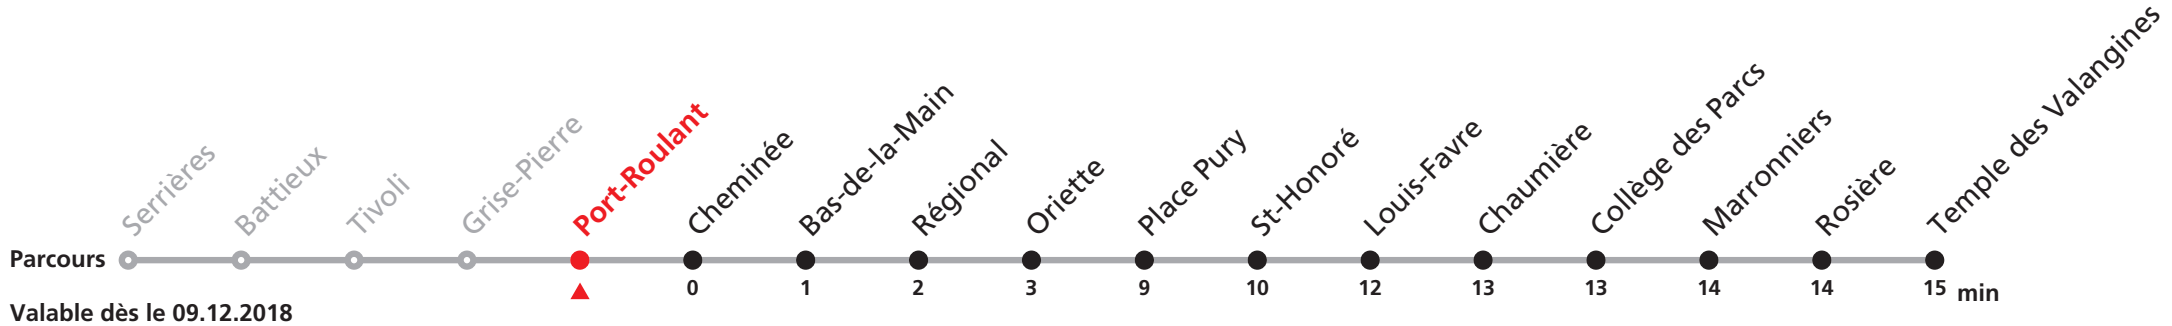 Serrières
Battieux
Tivoli
Grise-Pierre
Port-Roulant
Cheminée
Bas-de-la-Main
Régional
Oriette
Place Pury
St-Honoré
Louis-Favre
Chaumière
Collège des Parcs
Marronniers
Rosière
Temple des Valangines
Parcours
0 1 2 3 9 10 12 13 13 14 14 15 min
Valable dès le 09.12.2018